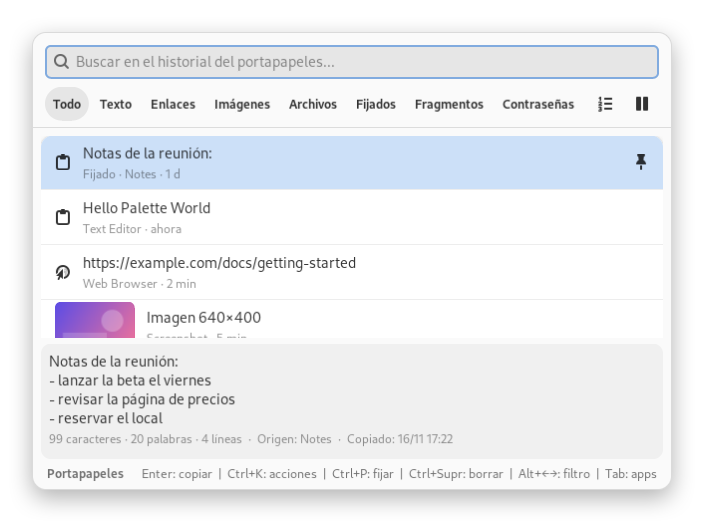 Buscar en el historial del portapapeles...
Todo Texto Enlaces Imágenes Archivos Fijados Fragmentos Contraseñas
Notas de la reunión:
Fijado · Notes · 1 d
Hello Palette World
Text Editor · ahora
https://example.com/docs/getting-started
Web Browser · 2 min
Imagen 640×400
Screenshot · 5 min
Notas de la reunión:
- lanzar la beta el viernes
- revisar la página de precios
- reservar el local
99 caracteres · 20 palabras · 4 líneas · Origen: Notes · Copiado: 16/11 17:22
Portapapeles Enter: copiar | Ctrl+K: acciones | Ctrl+P: fijar | Ctrl+Supr: borrar | Alt+←→: filtro | Tab: apps